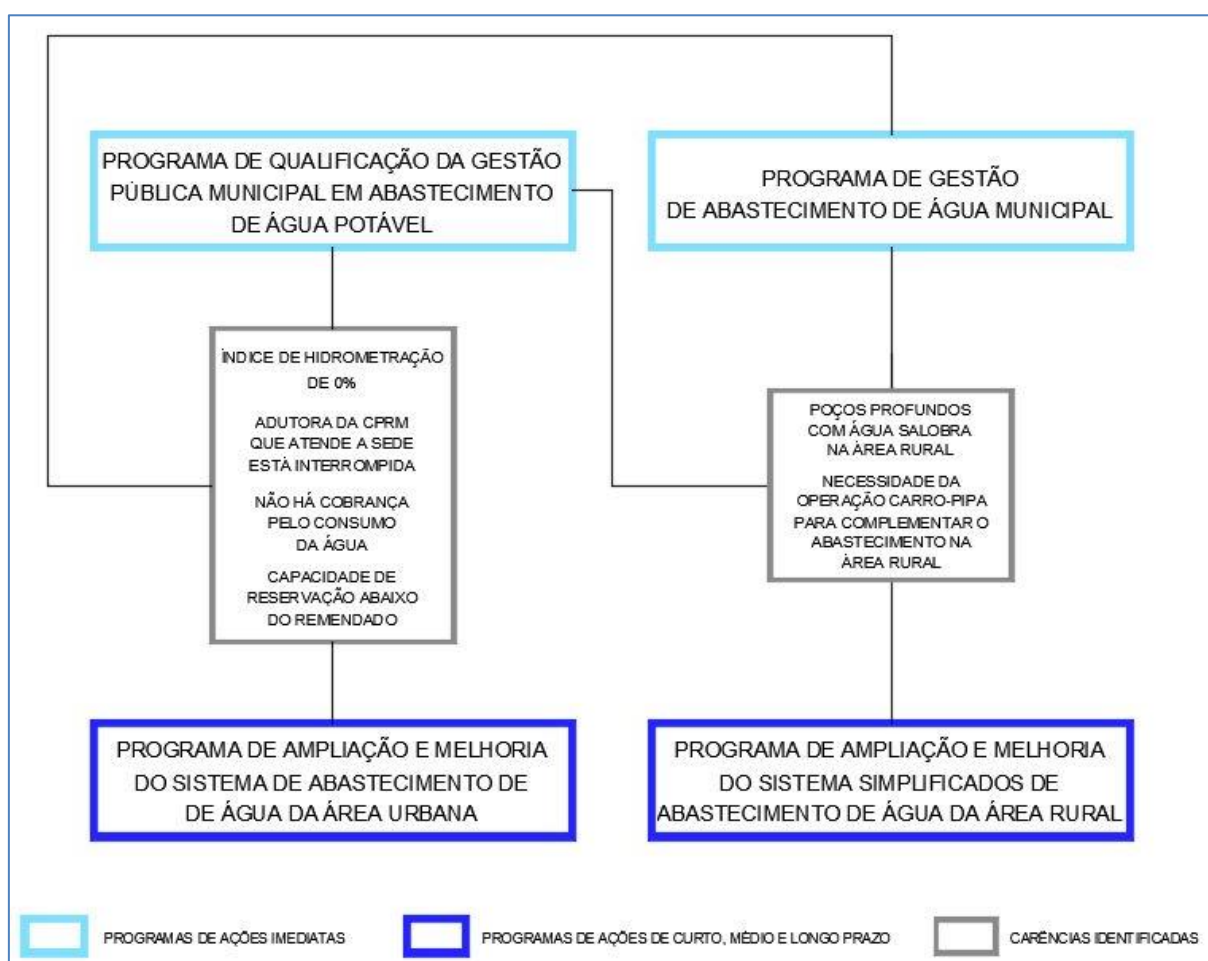 PROGRAMA DE QUALIFICAÇÃO DA GESTÃO
PÚBLICA MUNICIPAL EM ABASTECIMENTO
DE ÁGUA POTÁVEL
PROGRAMA DE GESTÃO
DE ABASTECIMENTO DE ÁGUA MUNICIPAL
ÍNDICE DE HIDROMETRAÇÃO
DE 0%
ADUTORA DA CPRM
QUE ATENDE A SEDE
ESTÁ INTERROMPIDA
NÃO HÁ COBRANÇA
PELO CONSUMO
DA ÁGUA
CAPACIDADE DE
RESERVAÇÃO ABAIXO
DO REMENDADO
POÇOS PROFUNDOS
COM ÁGUA SALOBRA
NA ÁREA RURAL
NECESSIDADE DA
OPERAÇÃO CARRO-PIPA
PARA COMPLEMENTAR O
ABASTECIMENTO NA
ÁREA RURAL
PROGRAMA DE AMPLIAÇÃO E MELHORIA
DO SISTEMA DE ABASTECIMENTO DE
DE ÁGUA DA ÁREA URBANA
PROGRAMA DE AMPLIAÇÃO E MELHORIA
DO SISTEMA SIMPLIFICADOS DE
ABASTECIMENTO DE ÁGUA DA ÁREA RURAL
PROGRAMAS DE AÇÕES IMEDIATAS
PROGRAMAS DE AÇÕES DE CURTO, MÉDIO E LONGO PRAZO
CARÊNCIAS IDENTIFICADAS